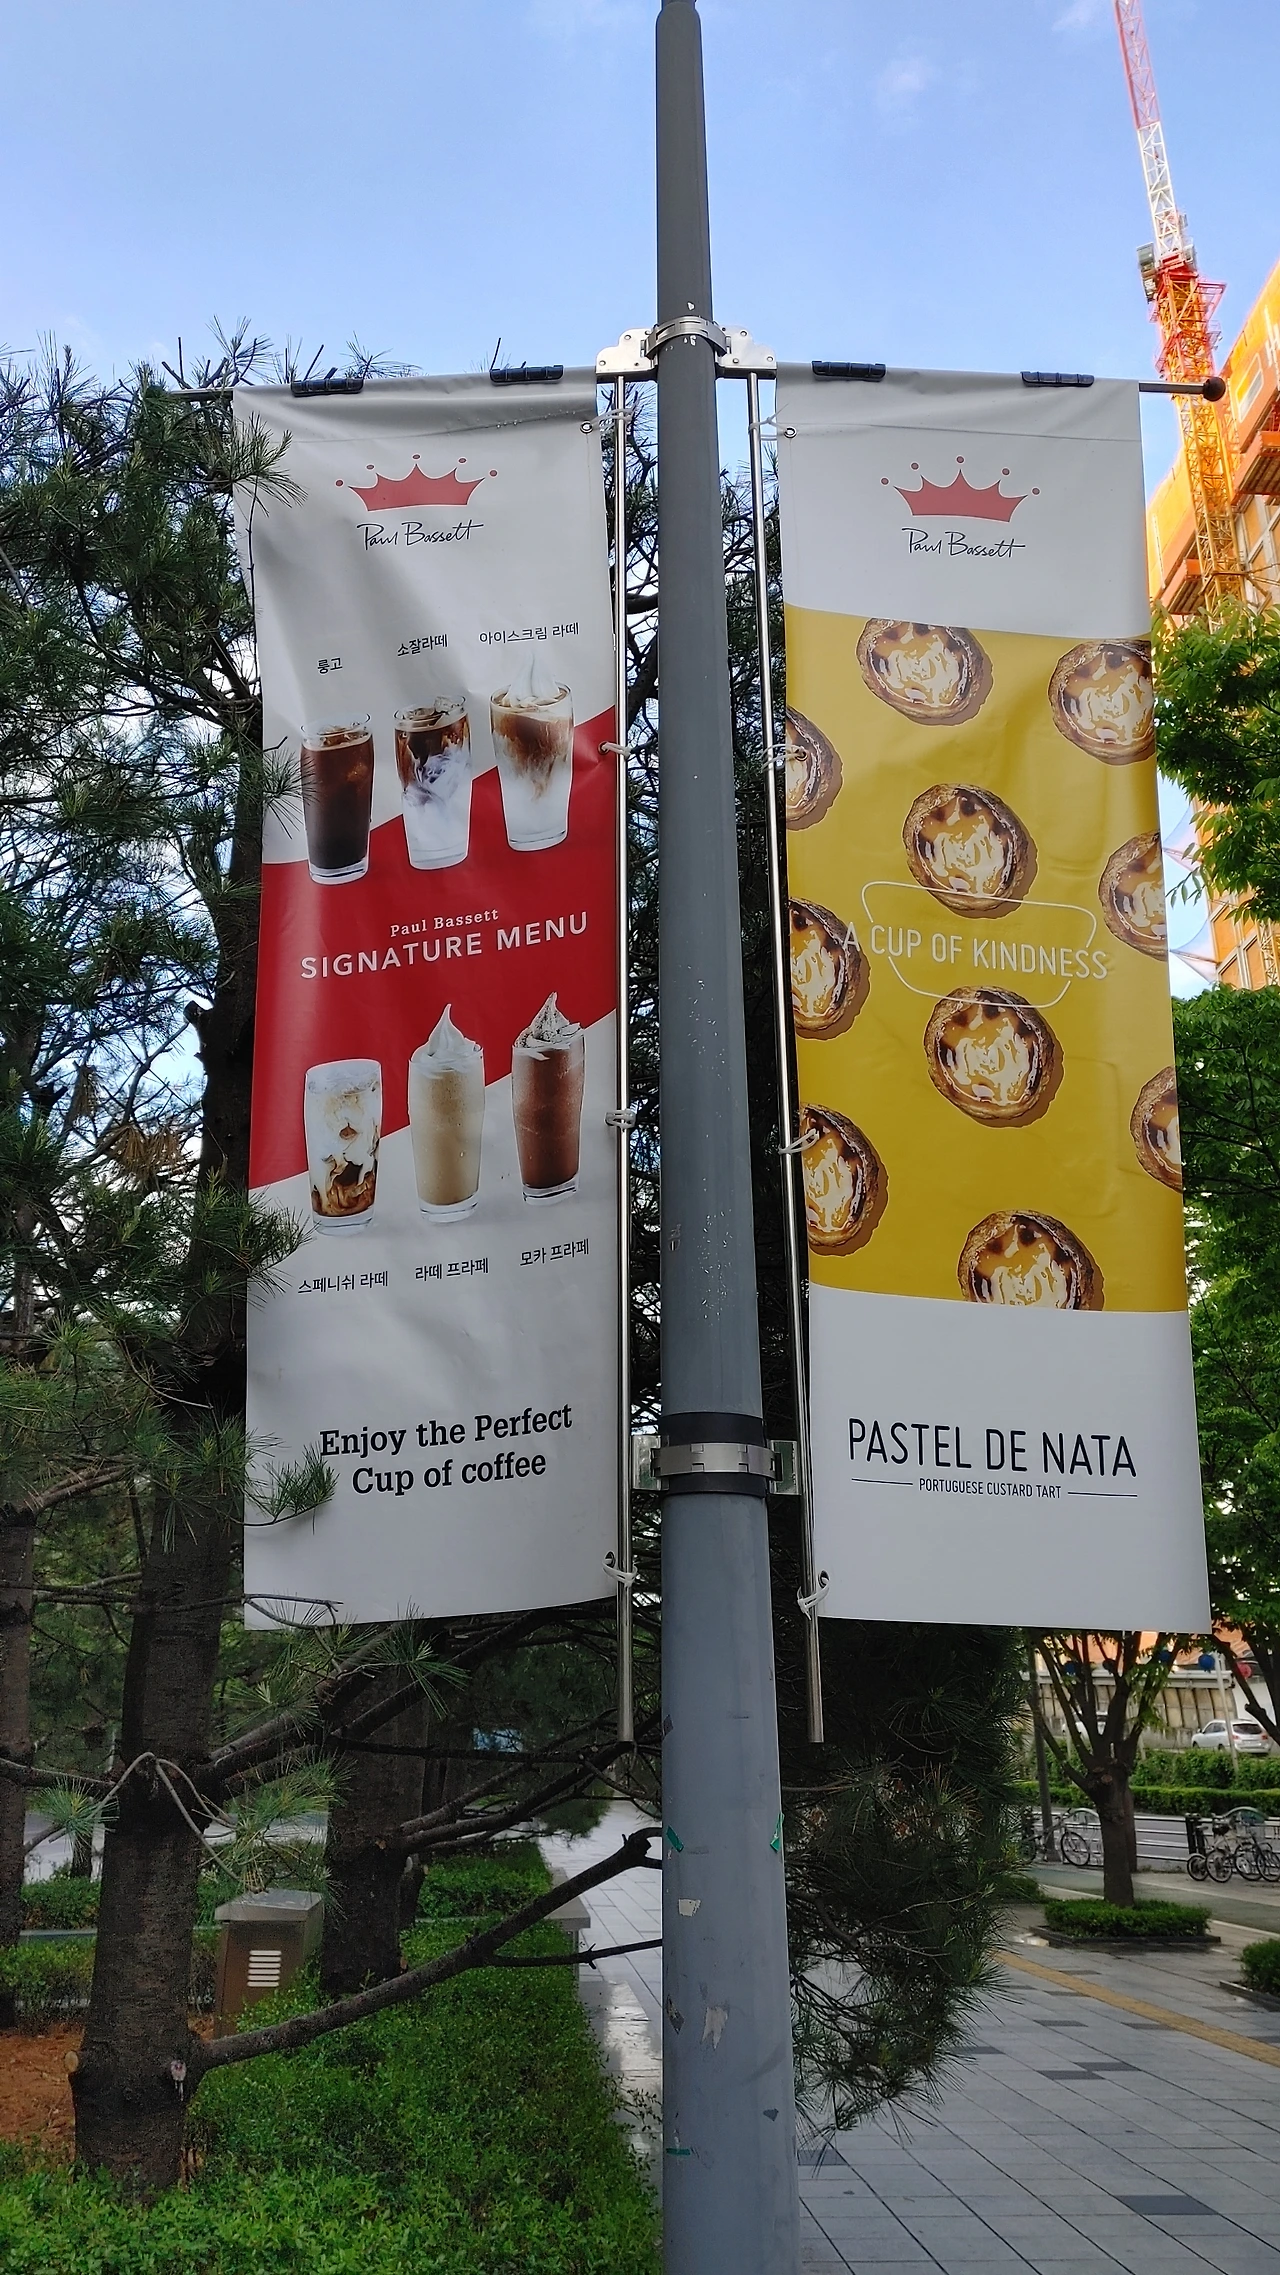 Paul Bassett
룽고
소잘라떼
아이스크림 라떼
Paul Bassett
SIGNATURE MENU
스페니쉬 라떼
라떼 프라페
모카 프라페
Enjoy the Perfect
Cup of coffee
Paul Bassett
A CUP OF KINDNESS
PASTEL DE NATA
PORTUGUESE CUSTARD TART